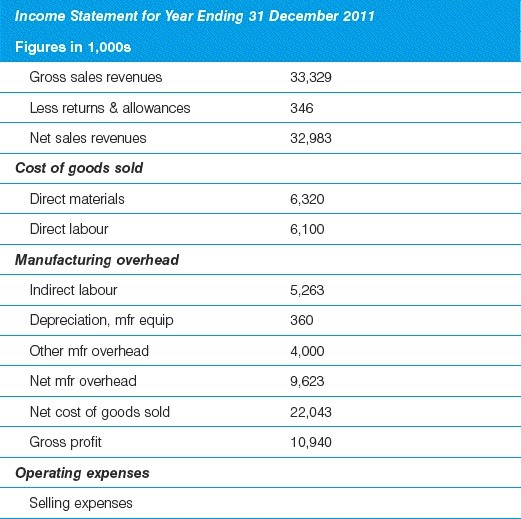 Income Statement for Year Ending 31 December 2011
Figures in 1,000s
Gross sales revenues 33,329
Less returns & allowances 346
Net sales revenues 32,983
Cost of goods sold
Direct materials 6,320
Direct labour 6,100
Manufacturing overhead
Indirect labour 5,263
Depreciation, mfr equip 360
Other mfr overhead 4,000
Net mfr overhead 9,623
Net cost of goods sold 22,043
Gross profit 10,940
Operating expenses
Selling expenses